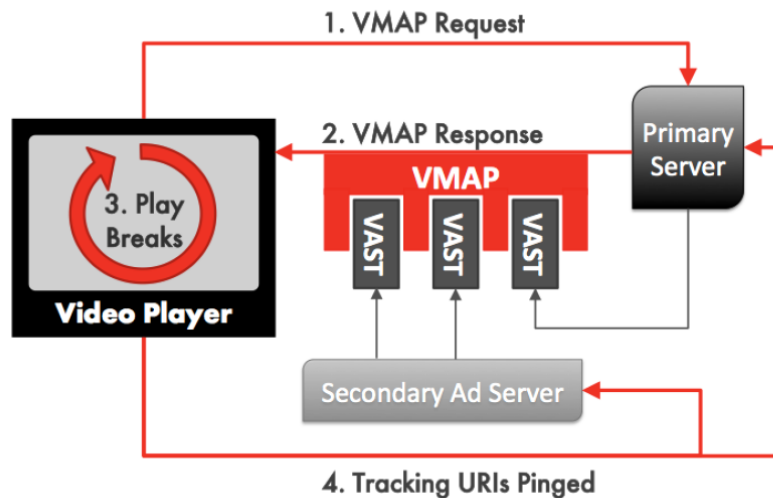 1. VMAP Request
Primary
Server
2. VMAP Response
VMAP
VAST
VAST
VAST
3. Play
Breaks
Video Player
Secondary Ad Server
4. Tracking URIs Pinged